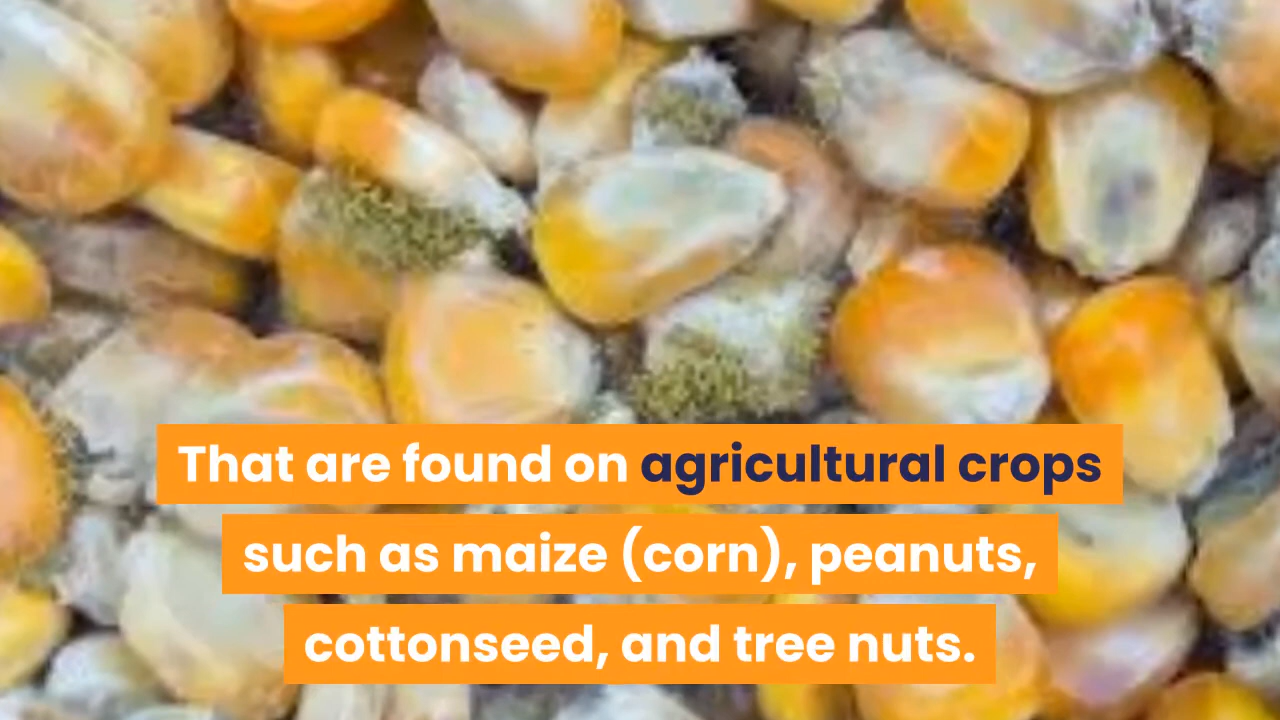 That are found on agricultural crops
such as maize (corn), peanuts,
cottonseed, and tree nuts.